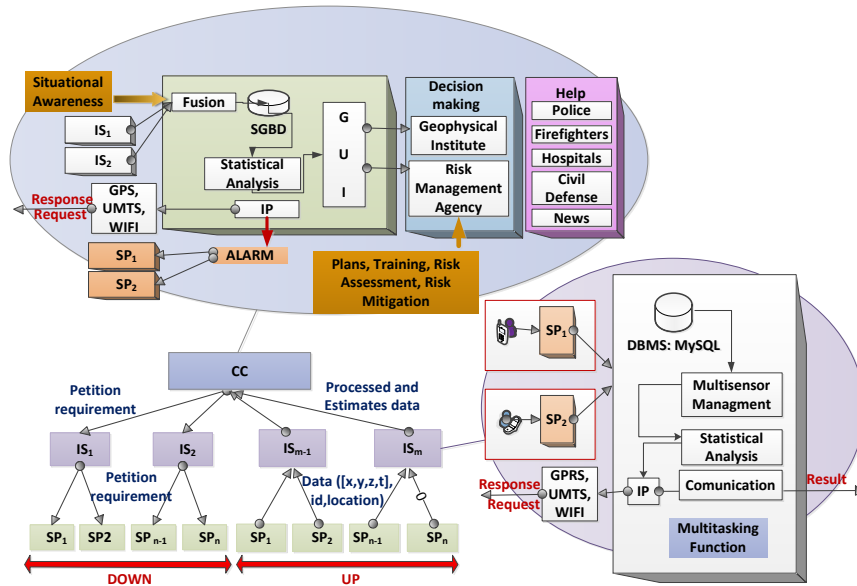 Situational
Awareness
IS1
IS2
Fusion
SGBD
Statistical
Analysis
IP
G
U
I
Decision
making
Geophysical
Institute
Risk
Management
Agency
Help
Police
Firefighters
Hospitals
Civil
Defense
News
Response
Request
GPS,
UMTS,
WIFI
SP1
SP2
ALARM
Plans, Training, Risk
Assessment, Risk
Mitigation
CC
Petition
requirement
Processed and
Estimates data
IS1
IS2
ISm-1
ISm
Petition
requirement
Data ([x,y,z,t],
id,location)
SP1
SP2
SPn-1
SPn
SP1
SP2
SPn-1
SPn
DOWN
UP
SP1
SP2
DBMS: MySQL
Multisensor
Managment
Statistical
Analysis
IP
Comunication
Result
Response
Request
GPRS,
UMTS,
WIFI
Multitasking
Function